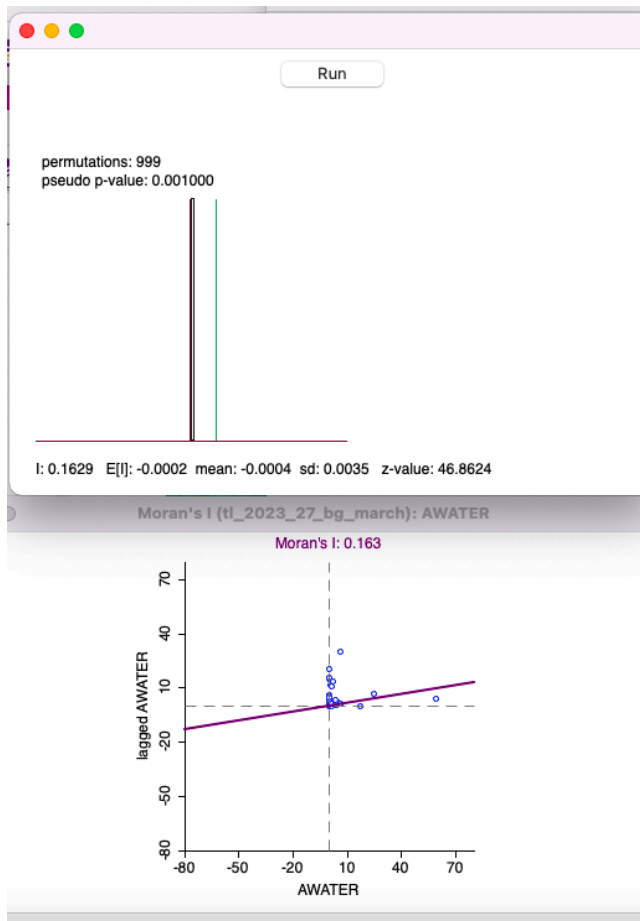 Run
permutations: 999
pseudo p-value: 0.001000
I: 0.1629 E[I]: -0.0002 mean: -0.0004 sd: 0.0035 z-value: 46.8624
Moran's I (tl_2023_27_bg_march): AWATER
Moran's I: 0.163
70
40
10
-20
-50
-80
lagged AWATER
-80 -50 -20 10 40 70
AWATER